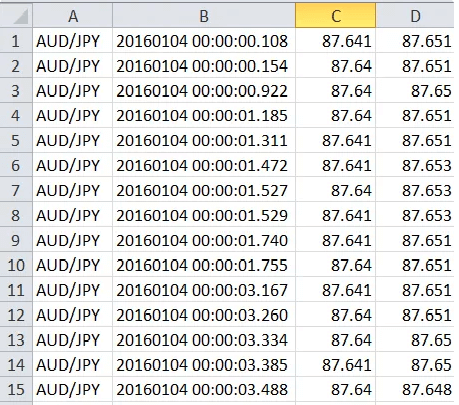 A B C D
1 AUD/JPY 20160104 00:00:00.108 87.641 87.651
2 AUD/JPY 20160104 00:00:00.154 87.64 87.651
3 AUD/JPY 20160104 00:00:00.922 87.64 87.65
4 AUD/JPY 20160104 00:00:01.185 87.64 87.651
5 AUD/JPY 20160104 00:00:01.311 87.641 87.651
6 AUD/JPY 20160104 00:00:01.472 87.641 87.653
7 AUD/JPY 20160104 00:00:01.527 87.64 87.653
8 AUD/JPY 20160104 00:00:01.529 87.641 87.653
9 AUD/JPY 20160104 00:00:01.740 87.641 87.651
10 AUD/JPY 20160104 00:00:01.755 87.64 87.651
11 AUD/JPY 20160104 00:00:03.167 87.641 87.651
12 AUD/JPY 20160104 00:00:03.260 87.64 87.651
13 AUD/JPY 20160104 00:00:03.334 87.64 87.65
14 AUD/JPY 20160104 00:00:03.385 87.641 87.65
15 AUD/JPY 20160104 00:00:03.488 87.64 87.648